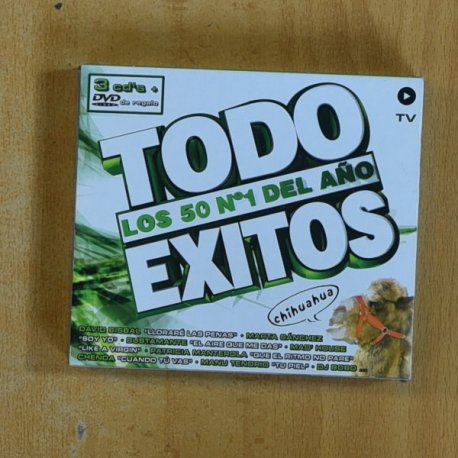 3 cd's +
DVD de regalo
TV
TODO
LOS 50 Nº1 DEL AÑO
EXITOS
chihuahua
DAVID BISBAL "LLORARÉ LAS PENAS" · MARTA SÁNCHEZ
"SOY YO" · BUSTAMANTE "EL AIRE QUE ME DAS" · MAD' HOUSE
"LIKE A VIRGIN" · PATRICIA MANTEROLA "QUE EL RITMO NO PARE"
CHENOA "CUANDO TÚ VAS" · MANU TENORIO "TU PIEL" · DJ BOBO